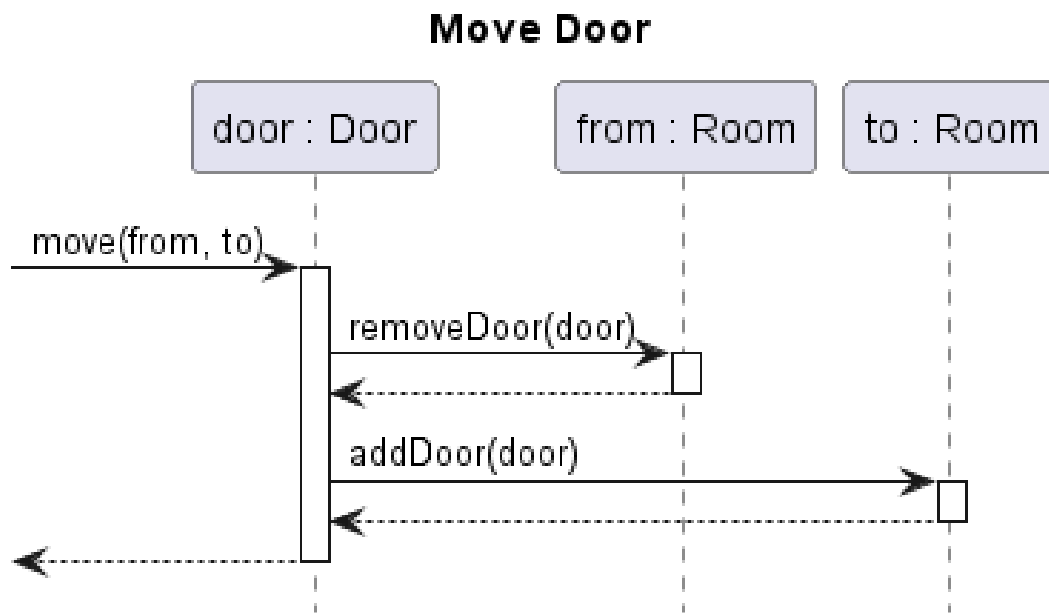 Move Door
door : Door
from : Room
to : Room
move(from, to)
removeDoor(door)
addDoor(door)